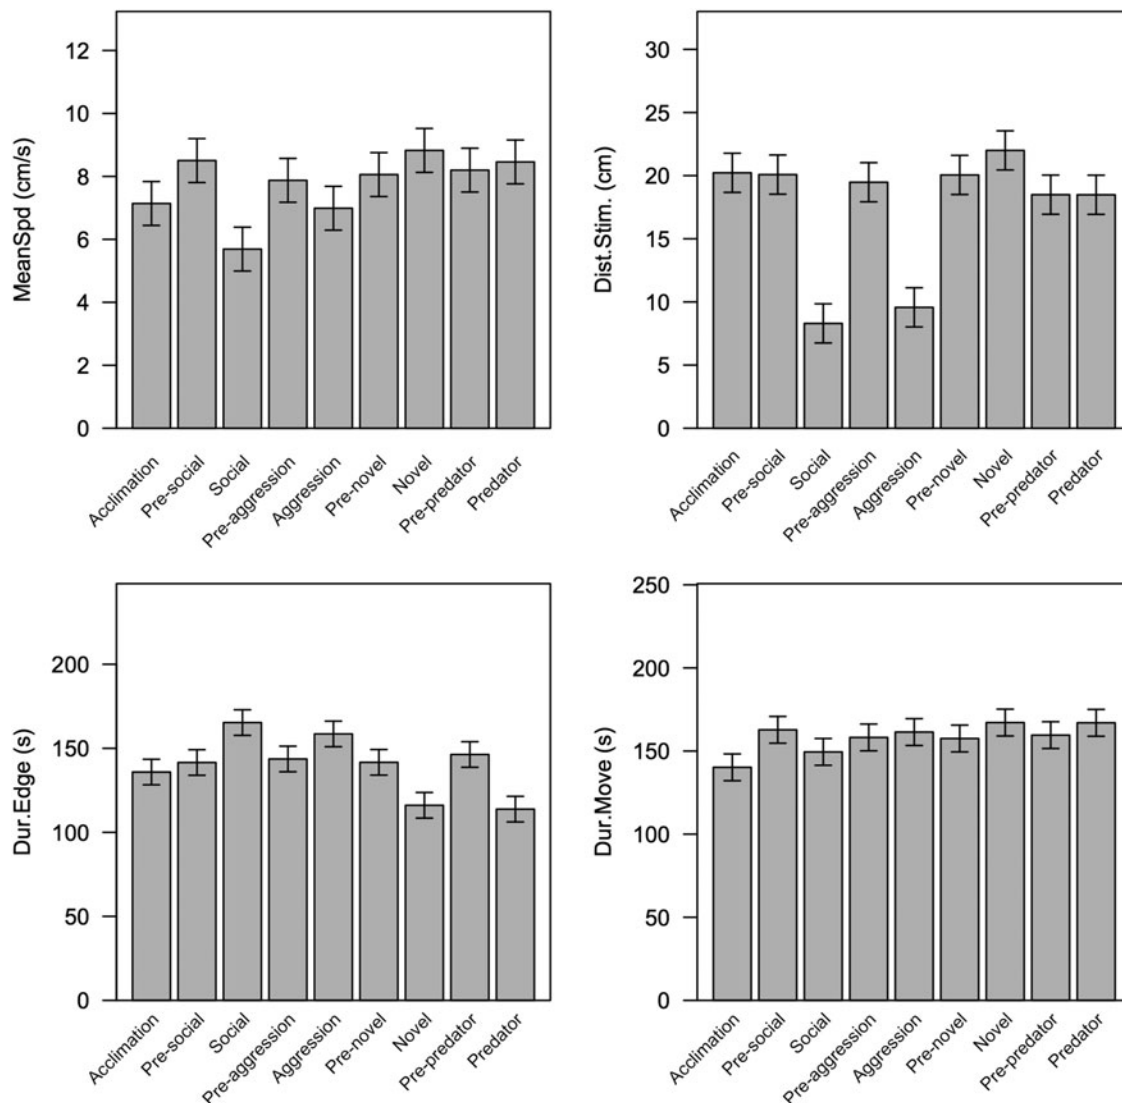 MeanSpd (cm/s)
12
10
8
6
4
2
0
Acclimation
Pre-social
Social
Pre-aggression
Aggression
Pre-novel
Novel
Pre-predator
Predator
Dist.Stim. (cm)
30
25
20
15
10
5
0
Acclimation
Pre-social
Social
Pre-aggression
Aggression
Pre-novel
Novel
Pre-predator
Predator
Dur.Edge (s)
200
150
100
50
0
Acclimation
Pre-social
Social
Pre-aggression
Aggression
Pre-novel
Novel
Pre-predator
Predator
Dur.Move (s)
250
200
150
100
50
0
Acclimation
Pre-social
Social
Pre-aggression
Aggression
Pre-novel
Novel
Pre-predator
Predator